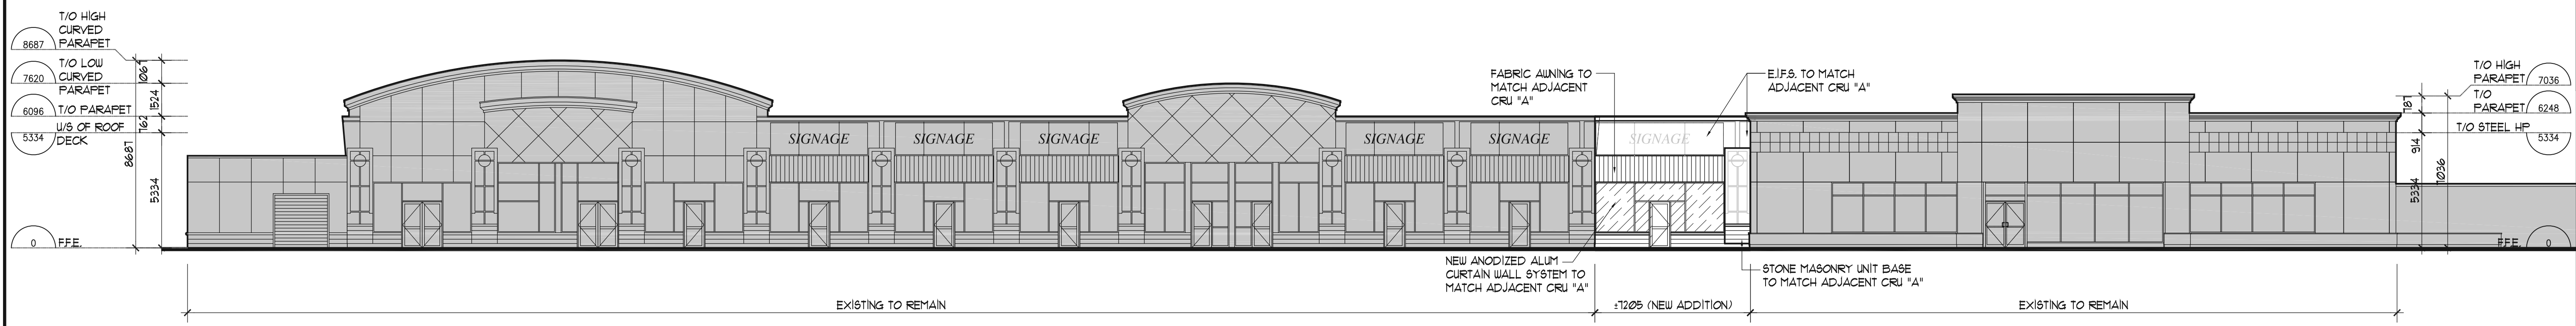 T/O HIGH
CURVED
PARAPET
8687
T/O LOW
CURVED
PARAPET
7620
6096
T/O PARAPET
U/S OF ROOF
DECK
5334
0
F.F.E.
8687
1067
1524
762
5334
SIGNAGE
SIGNAGE
SIGNAGE
SIGNAGE
SIGNAGE
SIGNAGE
FABRIC AWNING TO
MATCH ADJACENT
CRU "A"
E.I.F.S. TO MATCH
ADJACENT CRU "A"
NEW ANODIZED ALUM
CURTAIN WALL SYSTEM TO
MATCH ADJACENT CRU "A"
STONE MASONRY UNIT BASE
TO MATCH ADJACENT CRU "A"
EXISTING TO REMAIN
±7205 (NEW ADDITION)
EXISTING TO REMAIN
T/O HIGH
PARAPET
7036
T/O
PARAPET
6248
T/O STEEL HP
5334
787
914
5334
7036
F.F.E.
0